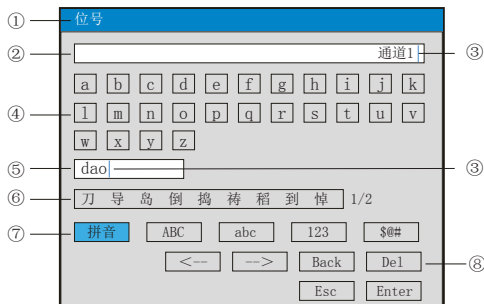 ① 位号
② 通道1 ③
a b c d e f g h i j k
④ l m n o p q r s t u v
w x y z
⑤ dao ③
⑥ 刀 导 岛 倒 捣 祷 稻 到 悼 1/2
⑦ 拼音 ABC abc 123 $@#
<-- --> Back Del ⑧
Esc Enter